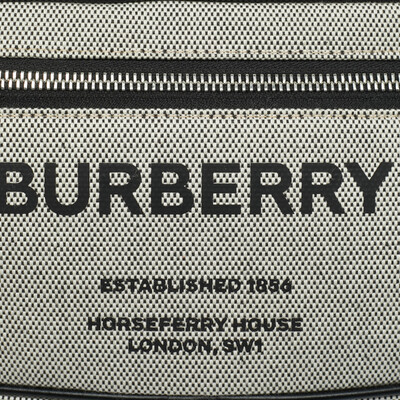 BURBERRY
ESTABLISHED 1856
HORSEFERRY HOUSE
LONDON, SW1